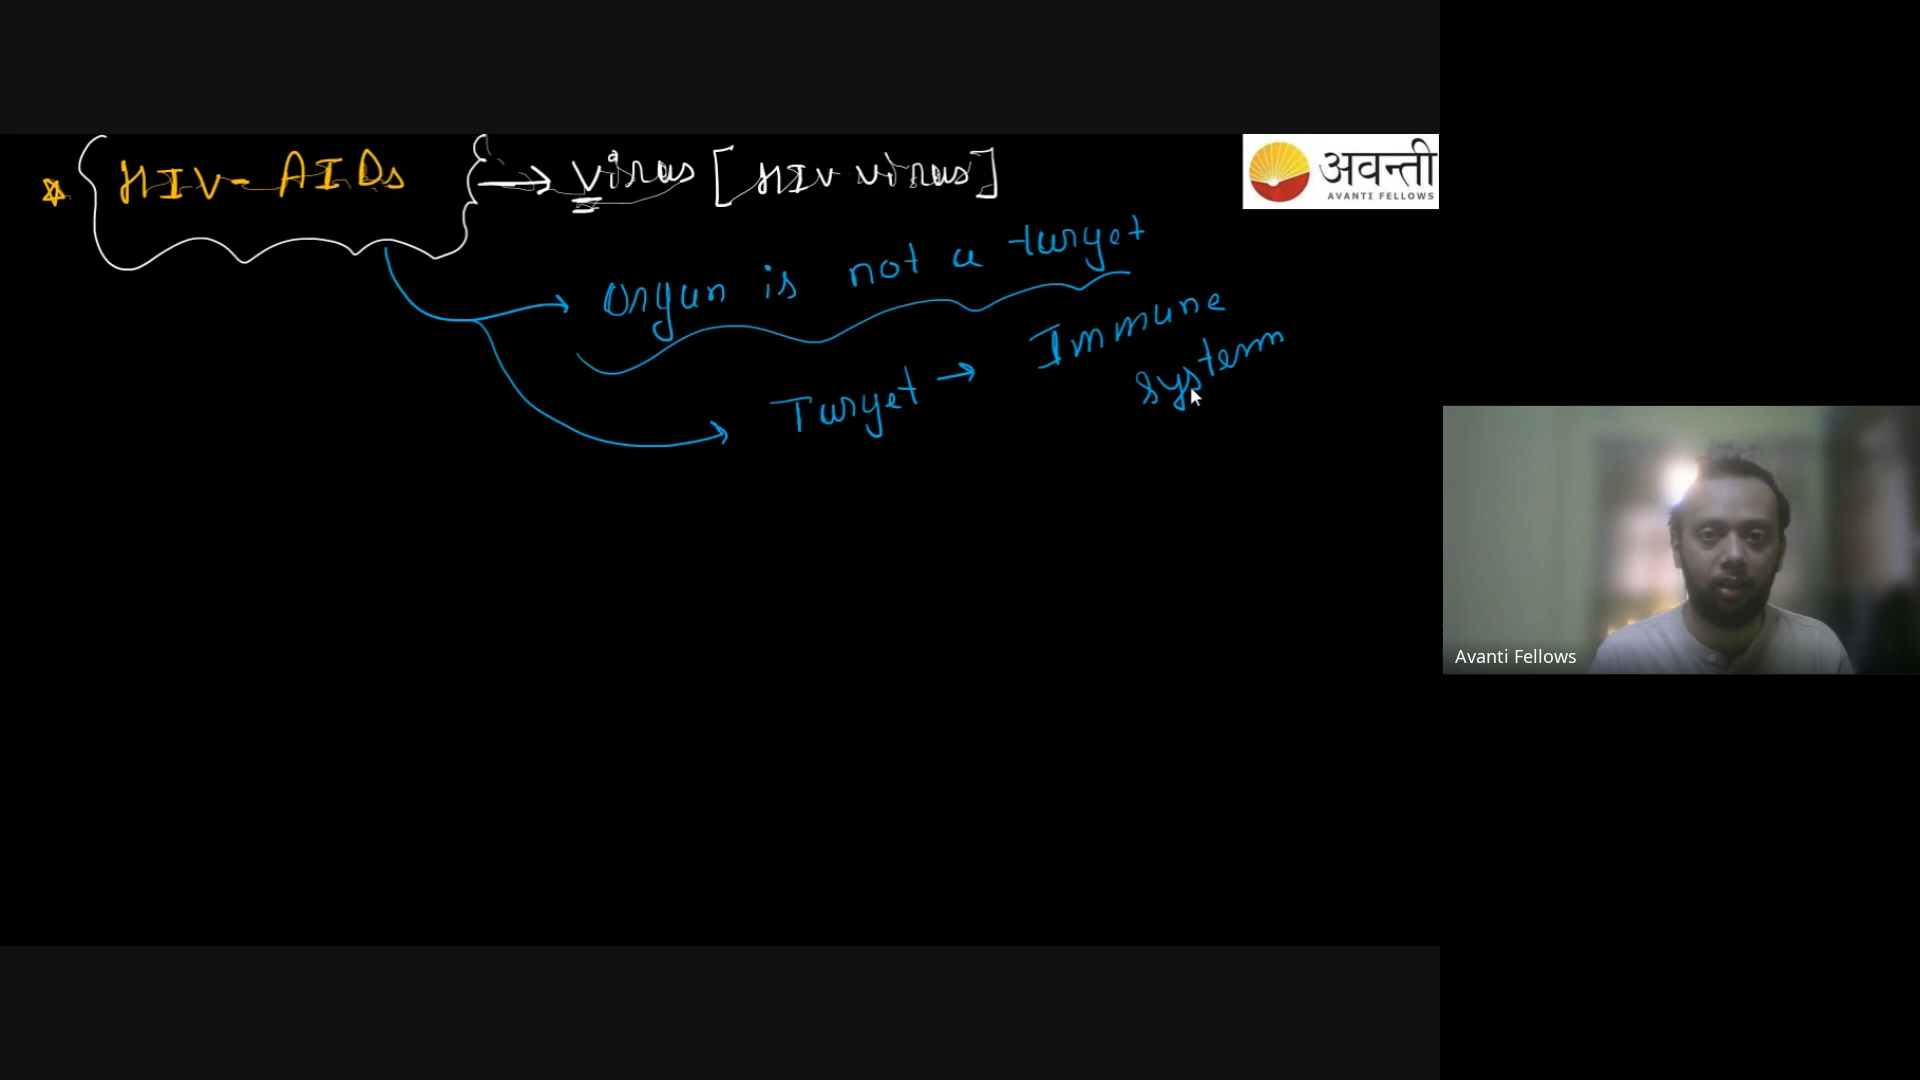 HIV-AIDs → Virus [HIV virus]
अवन्ती
AVANTI FELLOWS
Organ is not a target
Target → Immune
system
Avanti Fellows